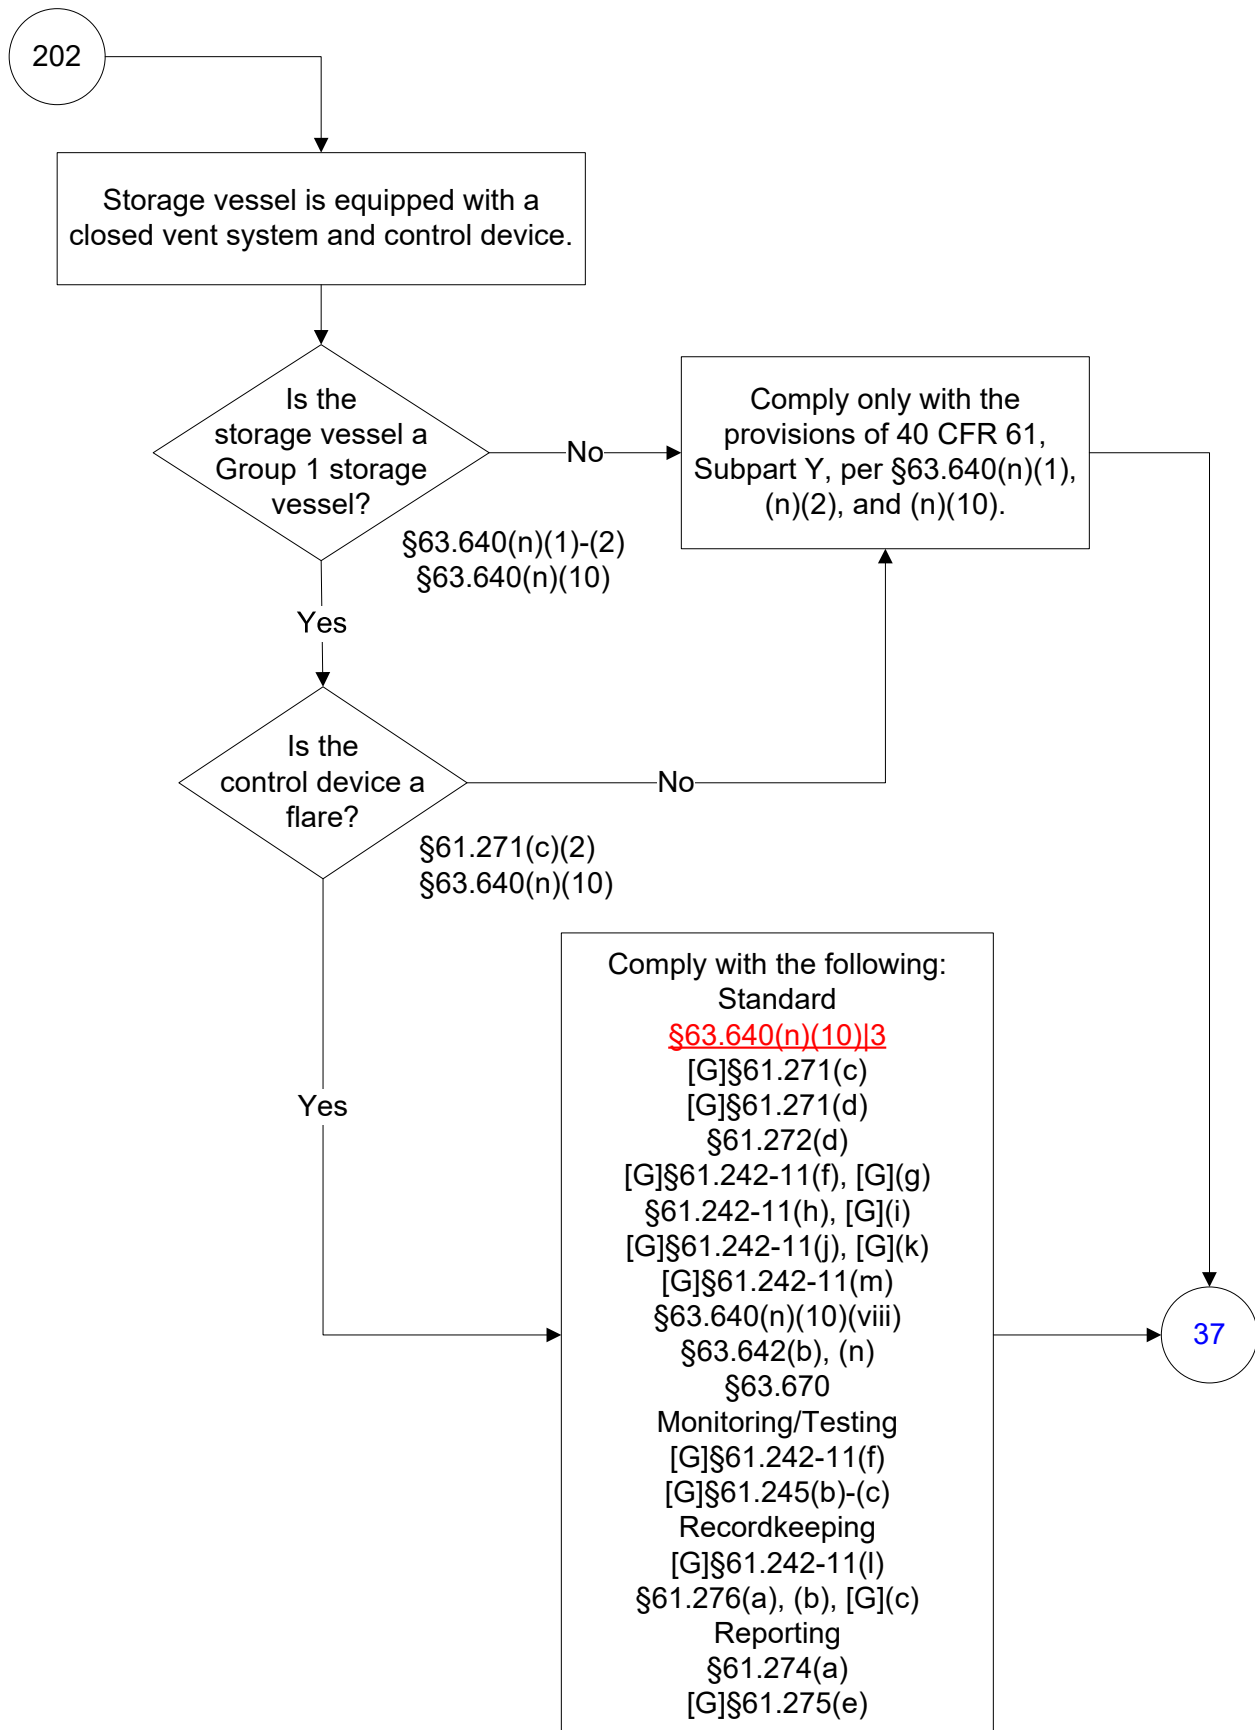 202
Storage vessel is equipped with a
closed vent system and control device.
Is the
storage vessel a
Group 1 storage
vessel?
No
Comply only with the
provisions of 40 CFR 61,
Subpart Y, per §63.640(n)(1),
(n)(2), and (n)(10).
§63.640(n)(1)-(2)
§63.640(n)(10)
Yes
Is the
control device a
flare?
No
§61.271(c)(2)
§63.640(n)(10)
Yes
Comply with the following:
Standard
§63.640(n)(10)|3
[G]§61.271(c)
[G]§61.271(d)
§61.272(d)
[G]§61.242-11(f), [G](g)
§61.242-11(h), [G](i)
[G]§61.242-11(j), [G](k)
[G]§61.242-11(m)
§63.640(n)(10)(viii)
§63.642(b), (n)
§63.670
Monitoring/Testing
[G]§61.242-11(f)
[G]§61.245(b)-(c)
Recordkeeping
[G]§61.242-11(l)
§61.276(a), (b), [G](c)
Reporting
§61.274(a)
[G]§61.275(e)
37